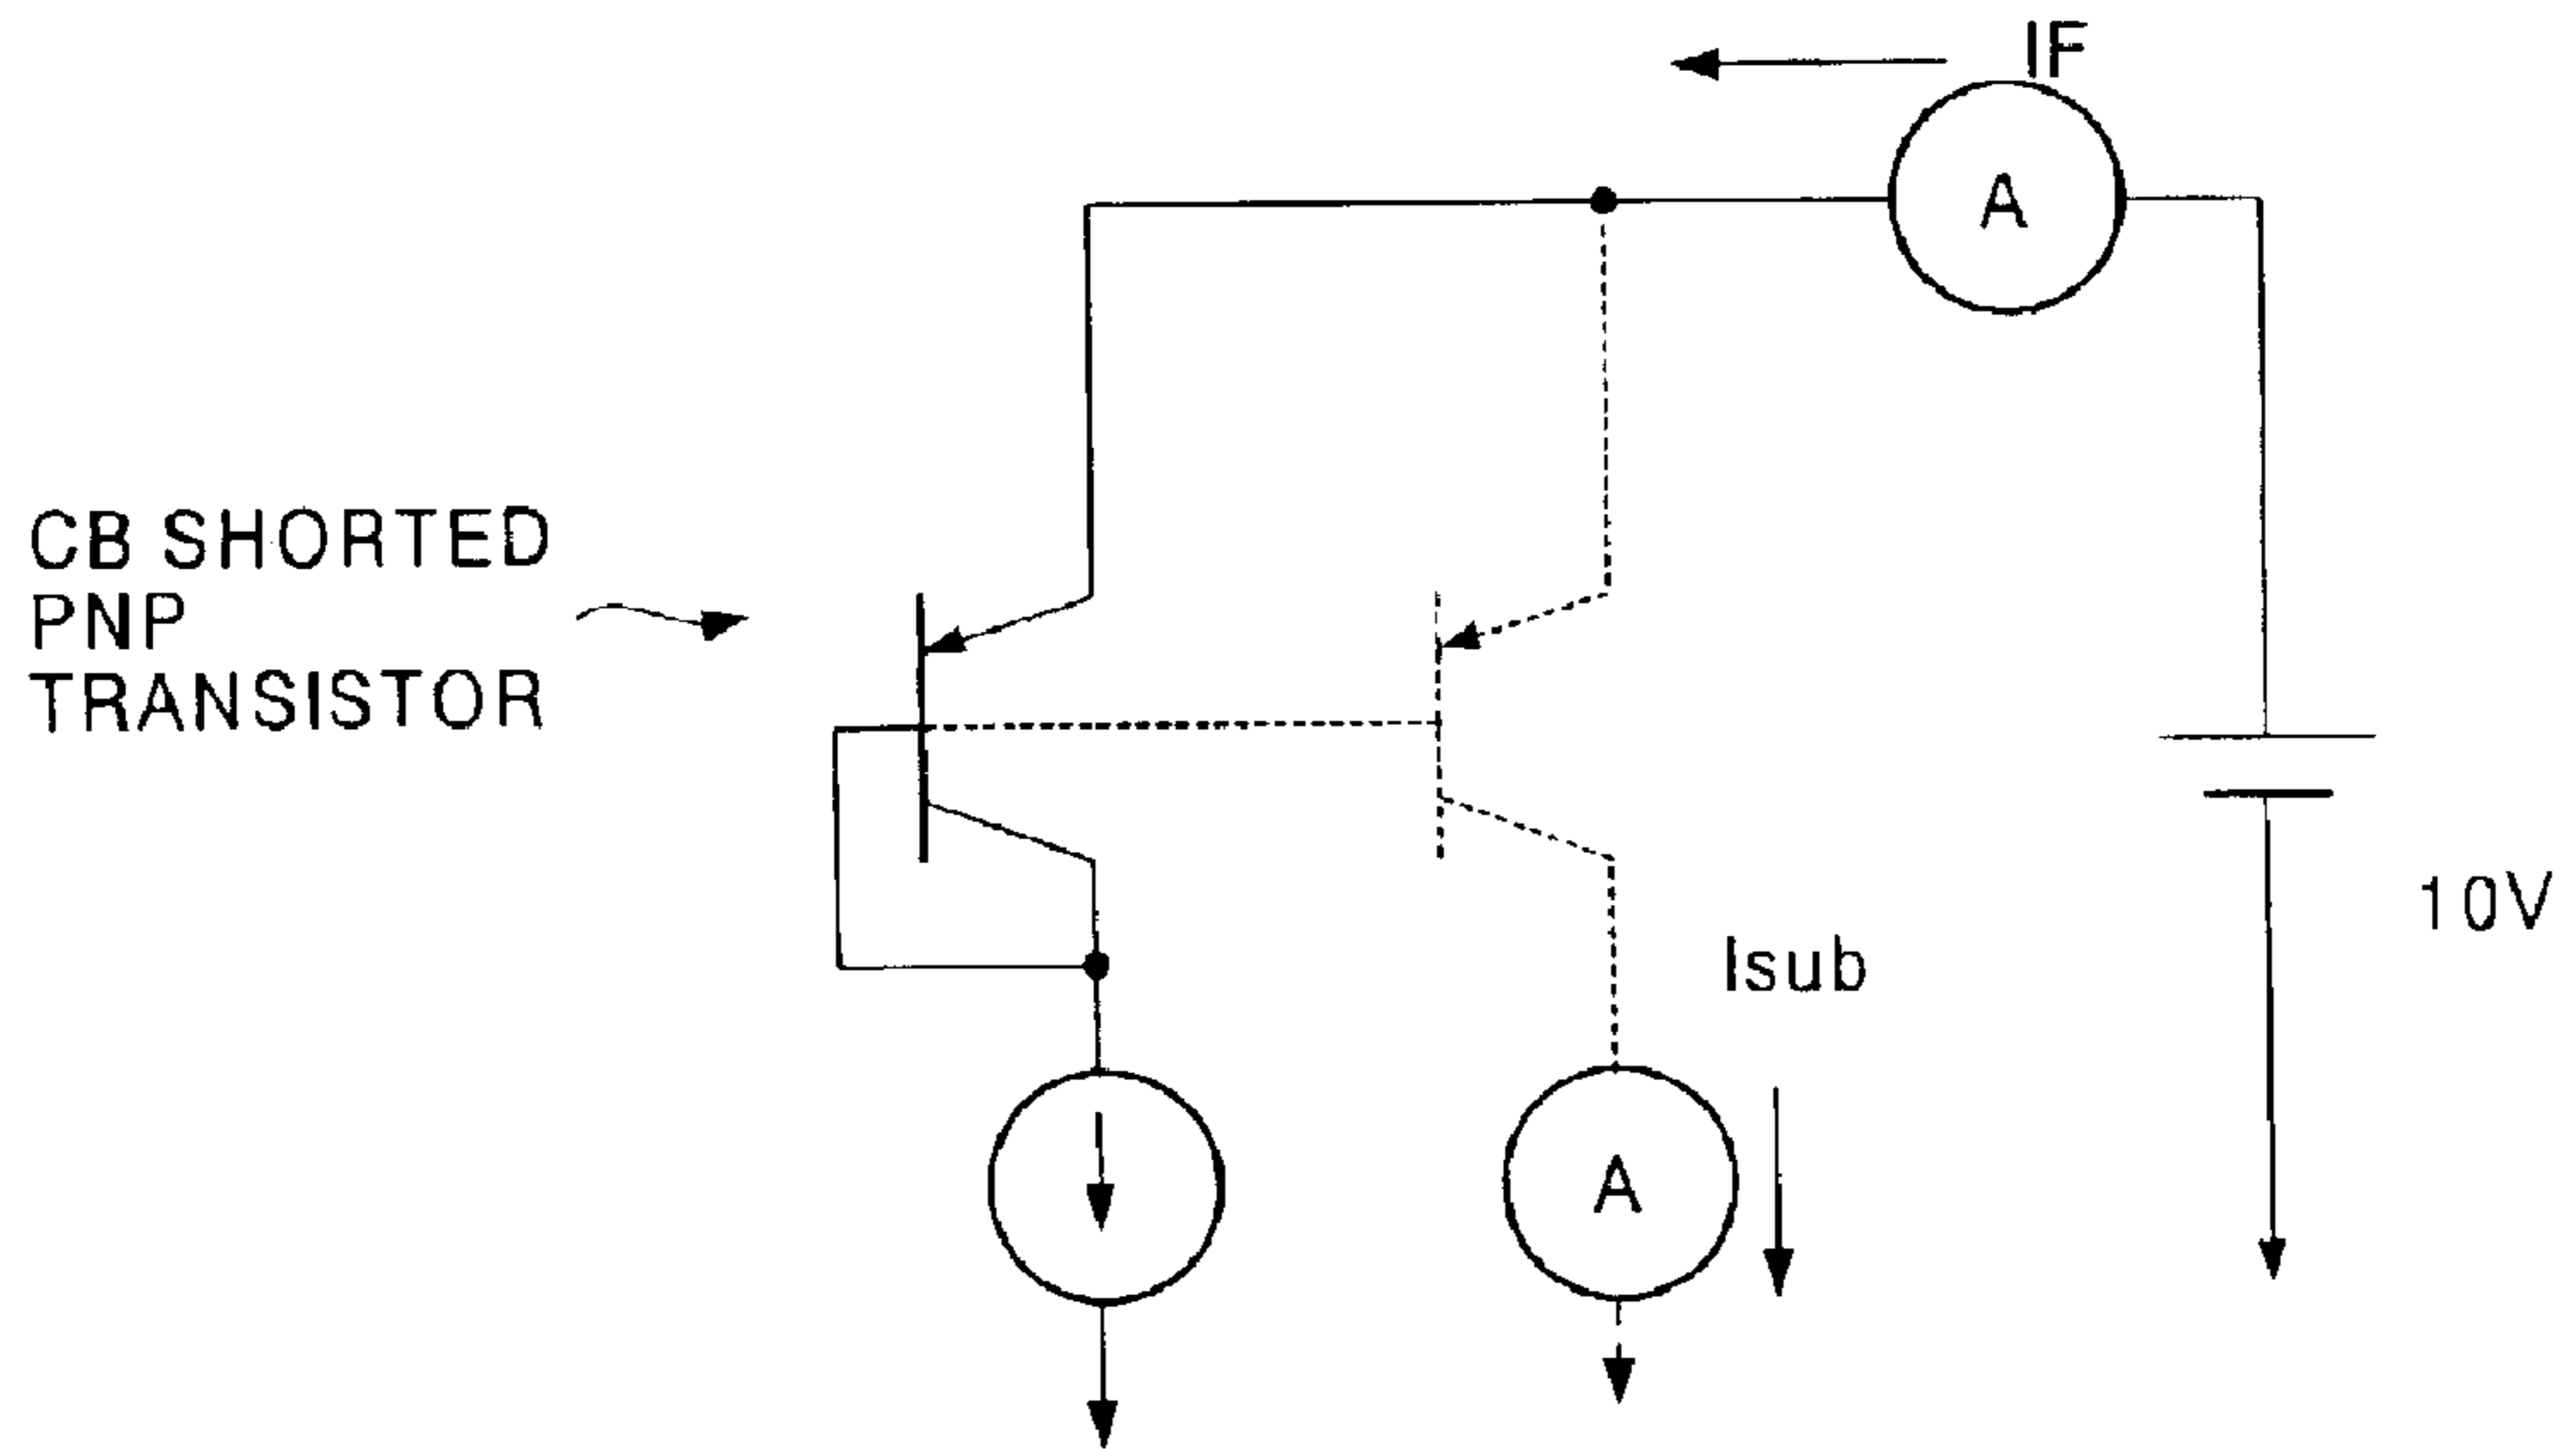 IF
A
CB SHORTED
PNP
TRANSISTOR
10V
Isub
A